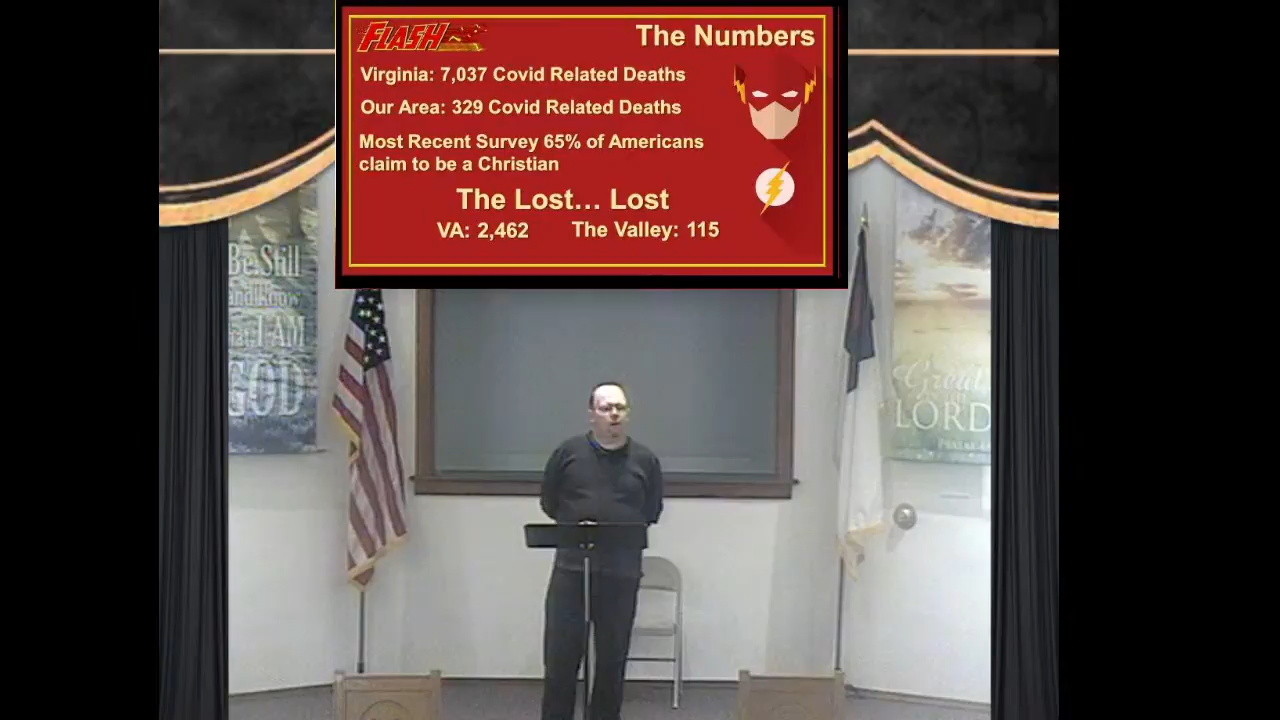 FLASH
The Numbers
Virginia: 7,037 Covid Related Deaths
Our Area: 329 Covid Related Deaths
Most Recent Survey 65% of Americans
claim to be a Christian
The Lost... Lost
VA: 2,462 The Valley: 115
Be Still
and Know
that I AM
GOD
Great
LORD